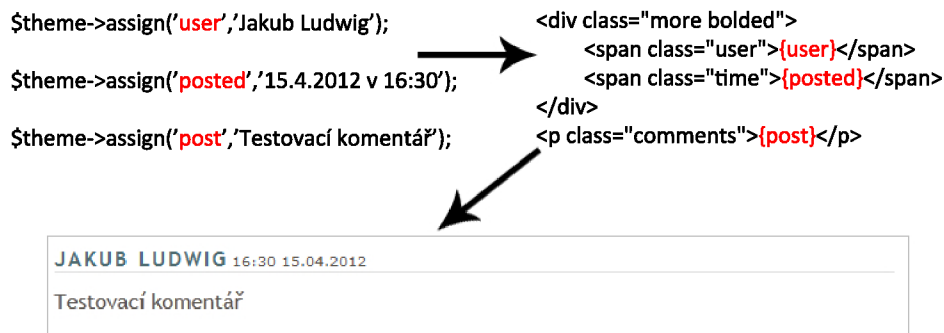 $theme->assign('user','Jakub Ludwig');
$theme->assign('posted','15.4.2012 v 16:30');
$theme->assign('post','Testovací komentář');
<div class="more bolded">
<span class="user">{user}</span>
<span class="time">{posted}</span>
</div>
<p class="comments">{post}</p>
JAKUB LUDWIG 16:30 15.04.2012
Testovací komentář